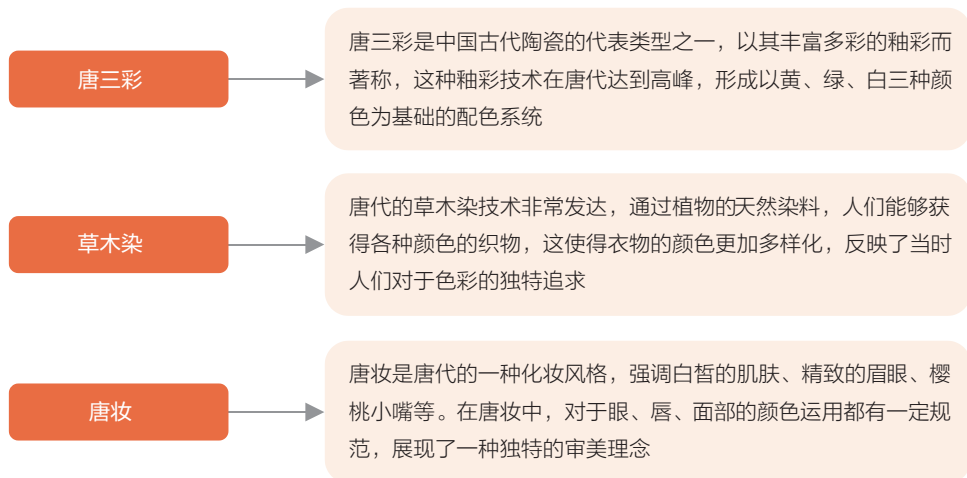 唐三彩
唐三彩是中国古代陶瓷的代表类型之一，以其丰富多彩的釉彩而
著称，这种釉彩技术在唐代达到高峰，形成以黄、绿、白三种颜
色为基础的配色系统
草木染
唐代的草木染技术非常发达，通过植物的天然染料，人们能够获
得各种颜色的织物，这使得衣物的颜色更加多样化，反映了当时
人们对于色彩的独特追求
唐妆
唐妆是唐代的一种化妆风格，强调白皙的肌肤、精致的眉眼、樱
桃小嘴等。在唐妆中，对于眼、唇、面部的颜色运用都有一定规
范，展现了一种独特的审美理念